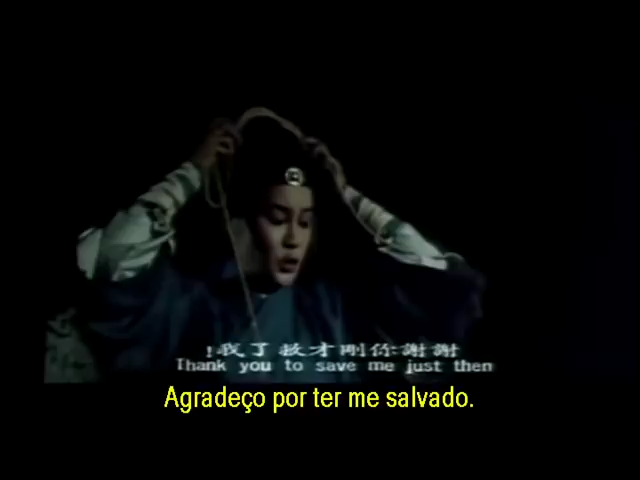 謝謝你剛才救了我!
Thank you to save me just then
Agradeço por ter me salvado.